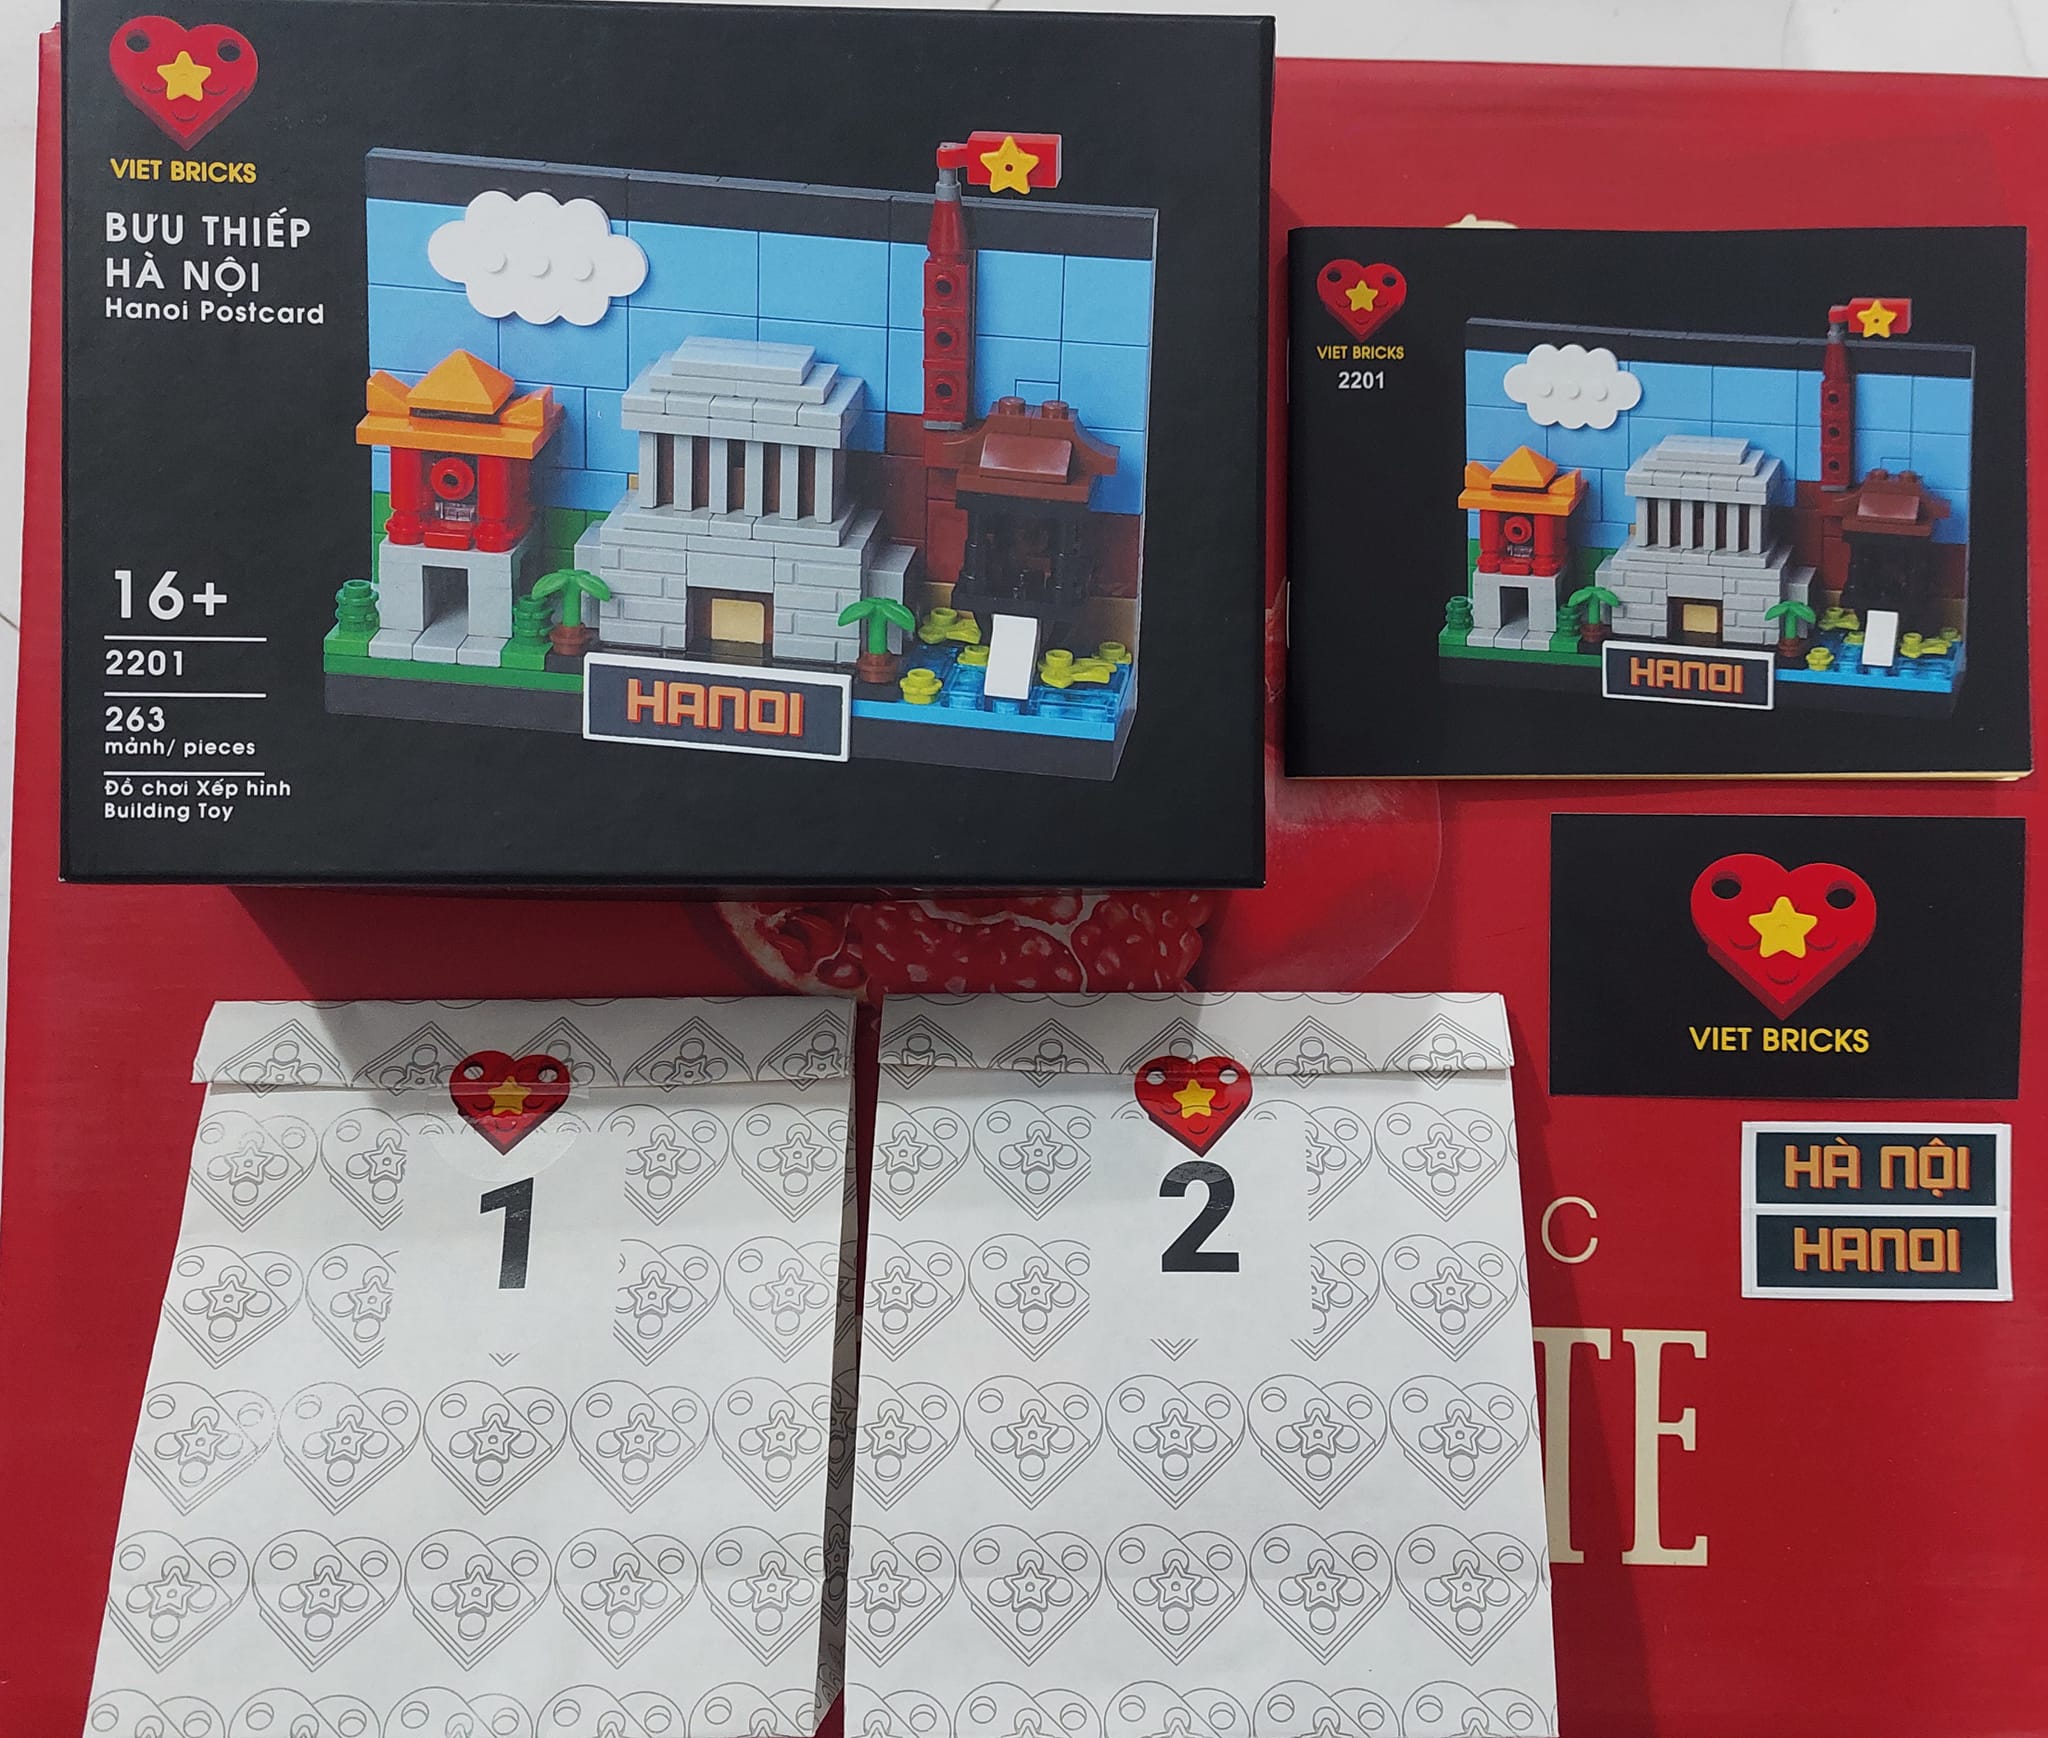 VIET BRICKS
BƯU THIẾP
HÀ NỘI
Hanoi Postcard
16+
2201
263
mảnh/ pieces
Đồ chơi Xếp hình
Building Toy
HANOI
VIET BRICKS
2201
HANOI
VIET BRICKS
HÀ NỘI
HANOI
1
2
C
TE